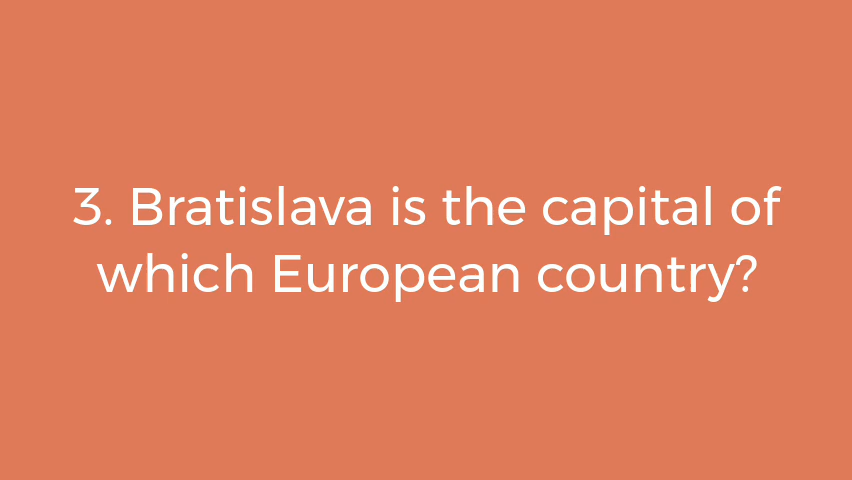 3. Bratislava is the capital of
which European country?